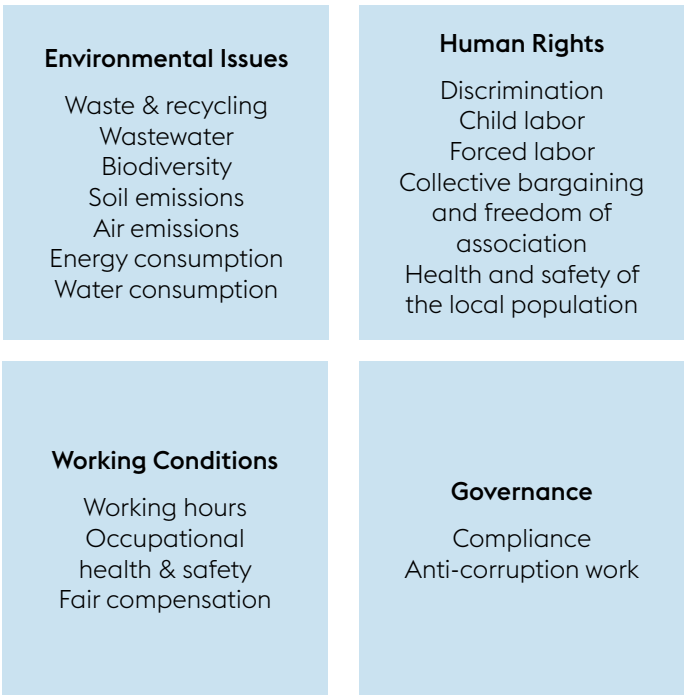 Environmental Issues
Waste & recycling
Wastewater
Biodiversity
Soil emissions
Air emissions
Energy consumption
Water consumption
Human Rights
Discrimination
Child labor
Forced labor
Collective bargaining
and freedom of
association
Health and safety of
the local population
Working Conditions
Working hours
Occupational
health & safety
Fair compensation
Governance
Compliance
Anti-corruption work